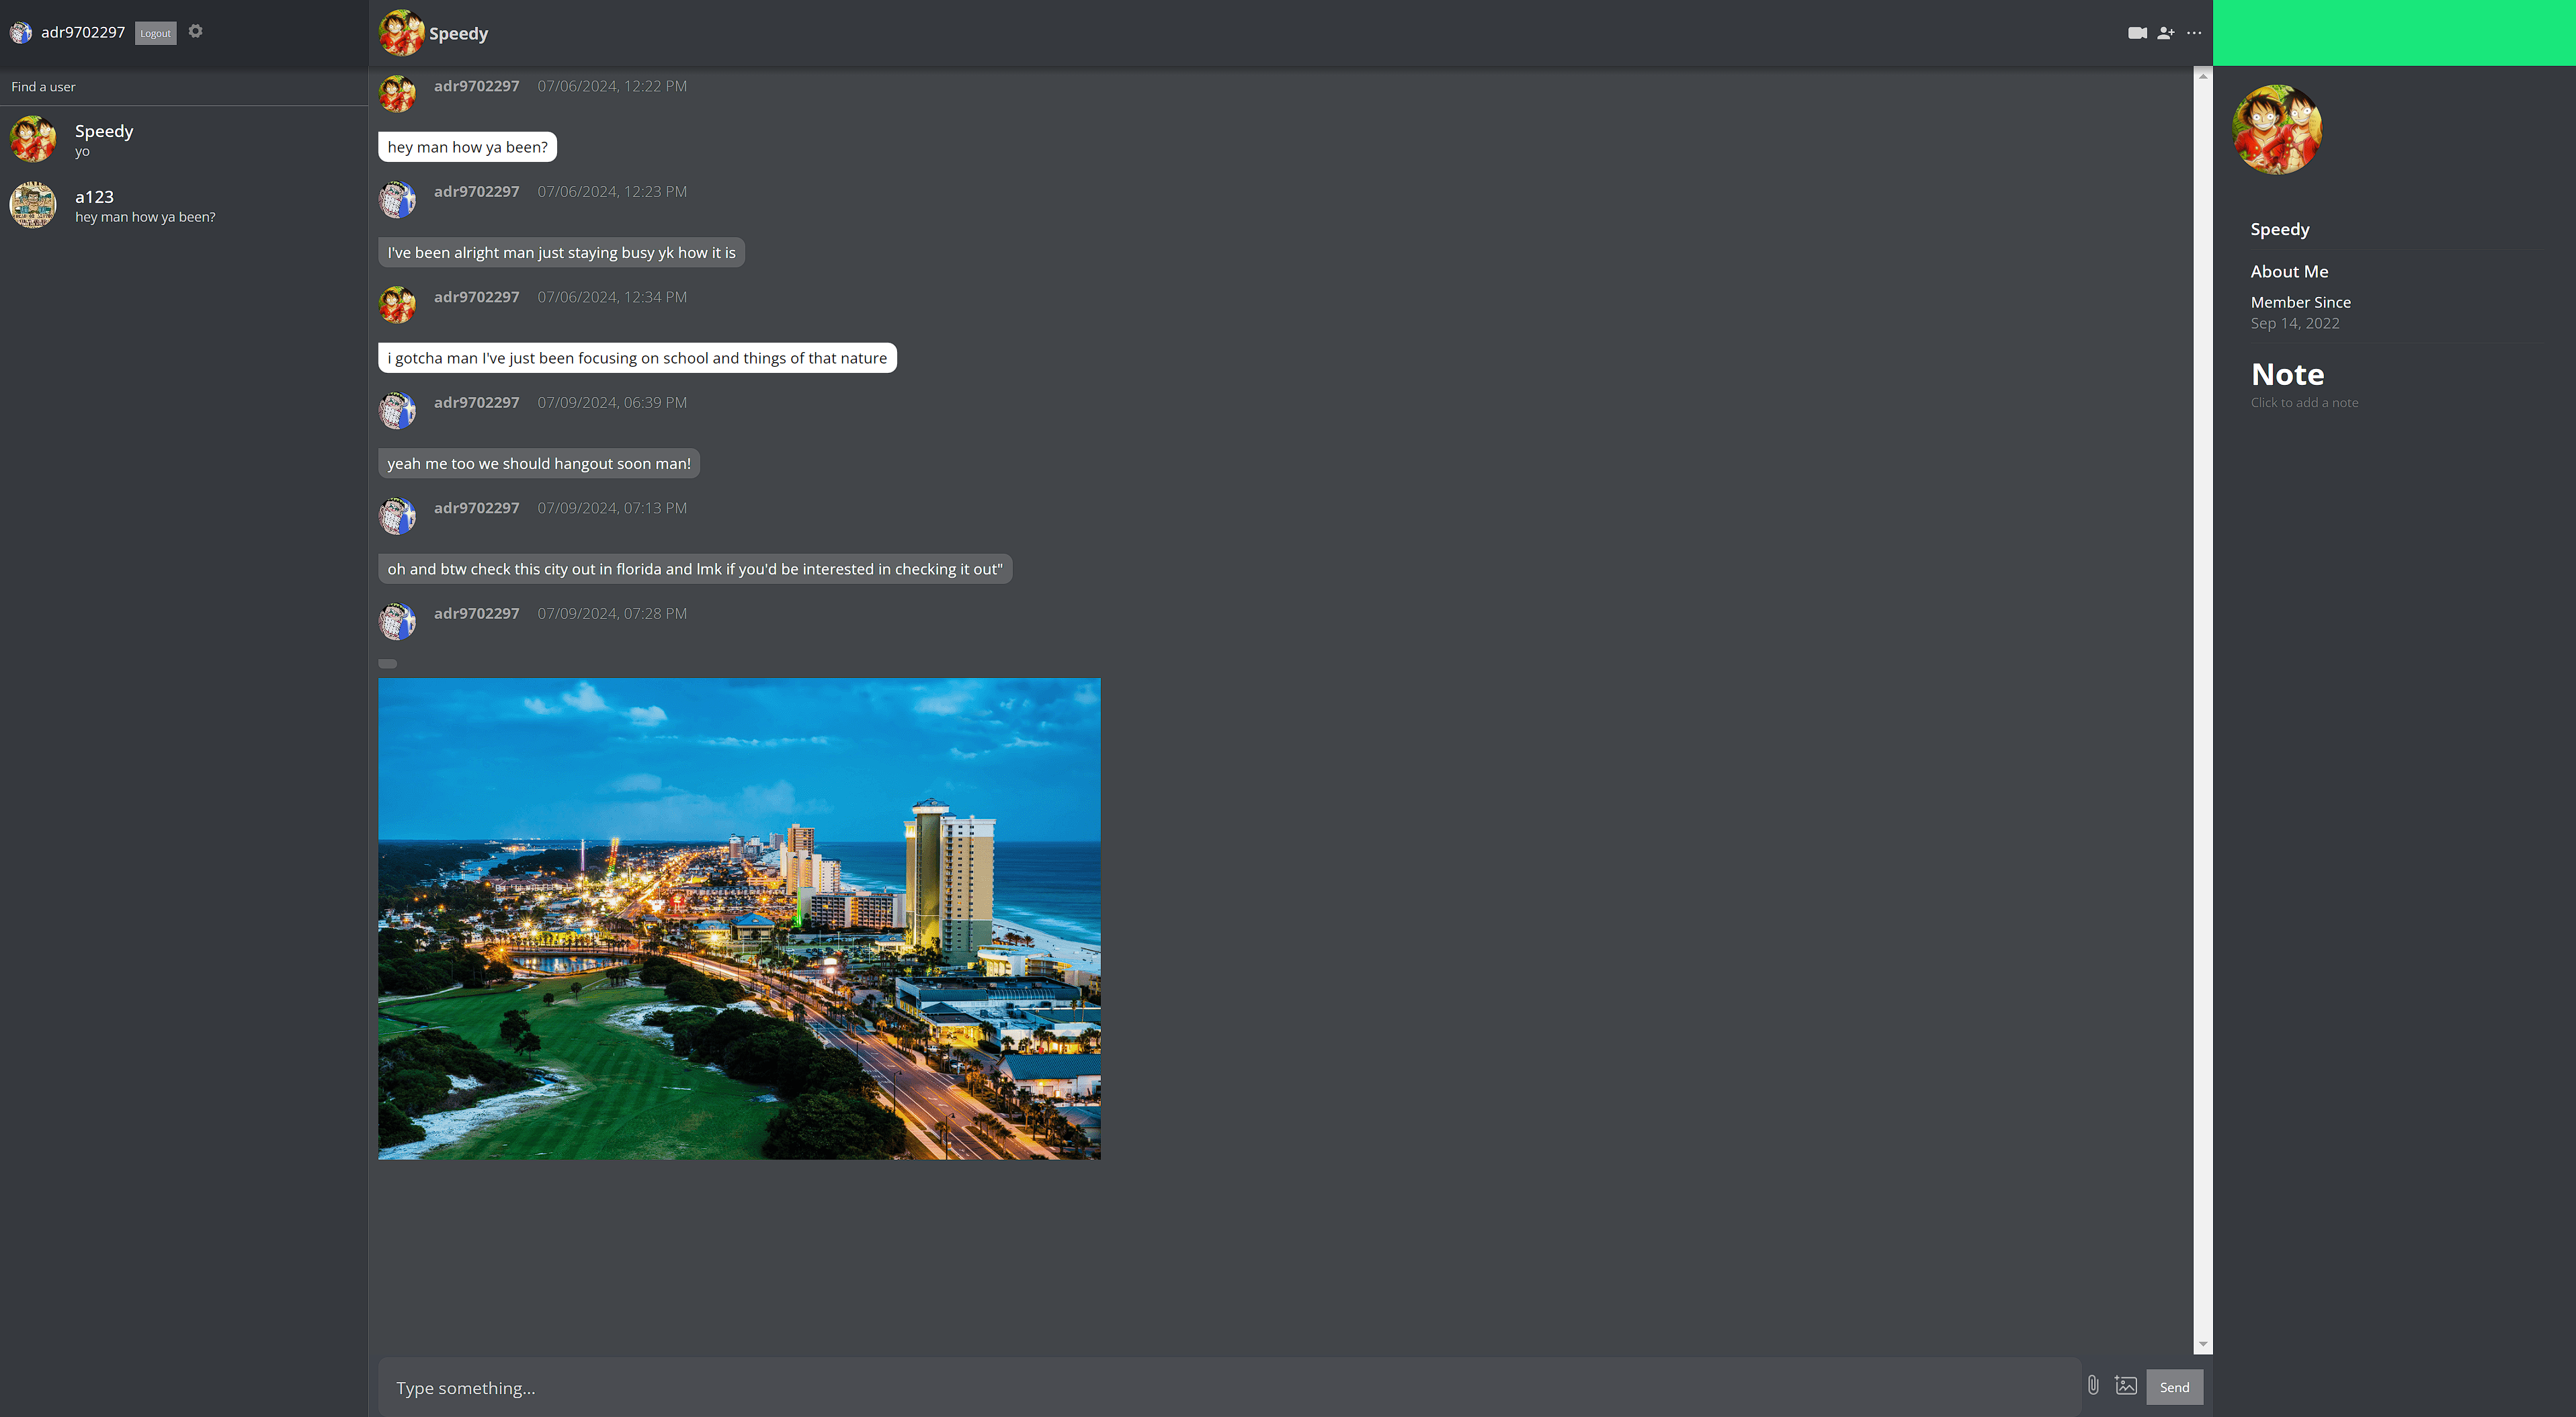 adr9702297 Logout
Find a user
Speedy
yo
a123
hey man how ya been?
Speedy
adr9702297 07/06/2024, 12:22 PM
hey man how ya been?
adr9702297 07/06/2024, 12:23 PM
I've been alright man just staying busy yk how it is
adr9702297 07/06/2024, 12:34 PM
i gotcha man I've just been focusing on school and things of that nature
adr9702297 07/09/2024, 06:39 PM
yeah me too we should hangout soon man!
adr9702297 07/09/2024, 07:13 PM
oh and btw check this city out in florida and lmk if you'd be interested in checking it out"
adr9702297 07/09/2024, 07:28 PM
Type something...
Send
Speedy
About Me
Member Since
Sep 14, 2022
Note
Click to add a note